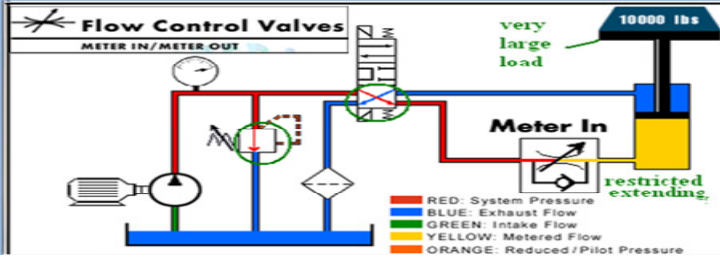 Flow Control Valves
METER IN/METER OUT
very
large
load
10000 lbs
Meter In
restricted
extending
RED: System Pressure
BLUE: Exhaust Flow
GREEN: Intake Flow
YELLOW: Metered Flow
ORANGE: Reduced/Pilot Pressure